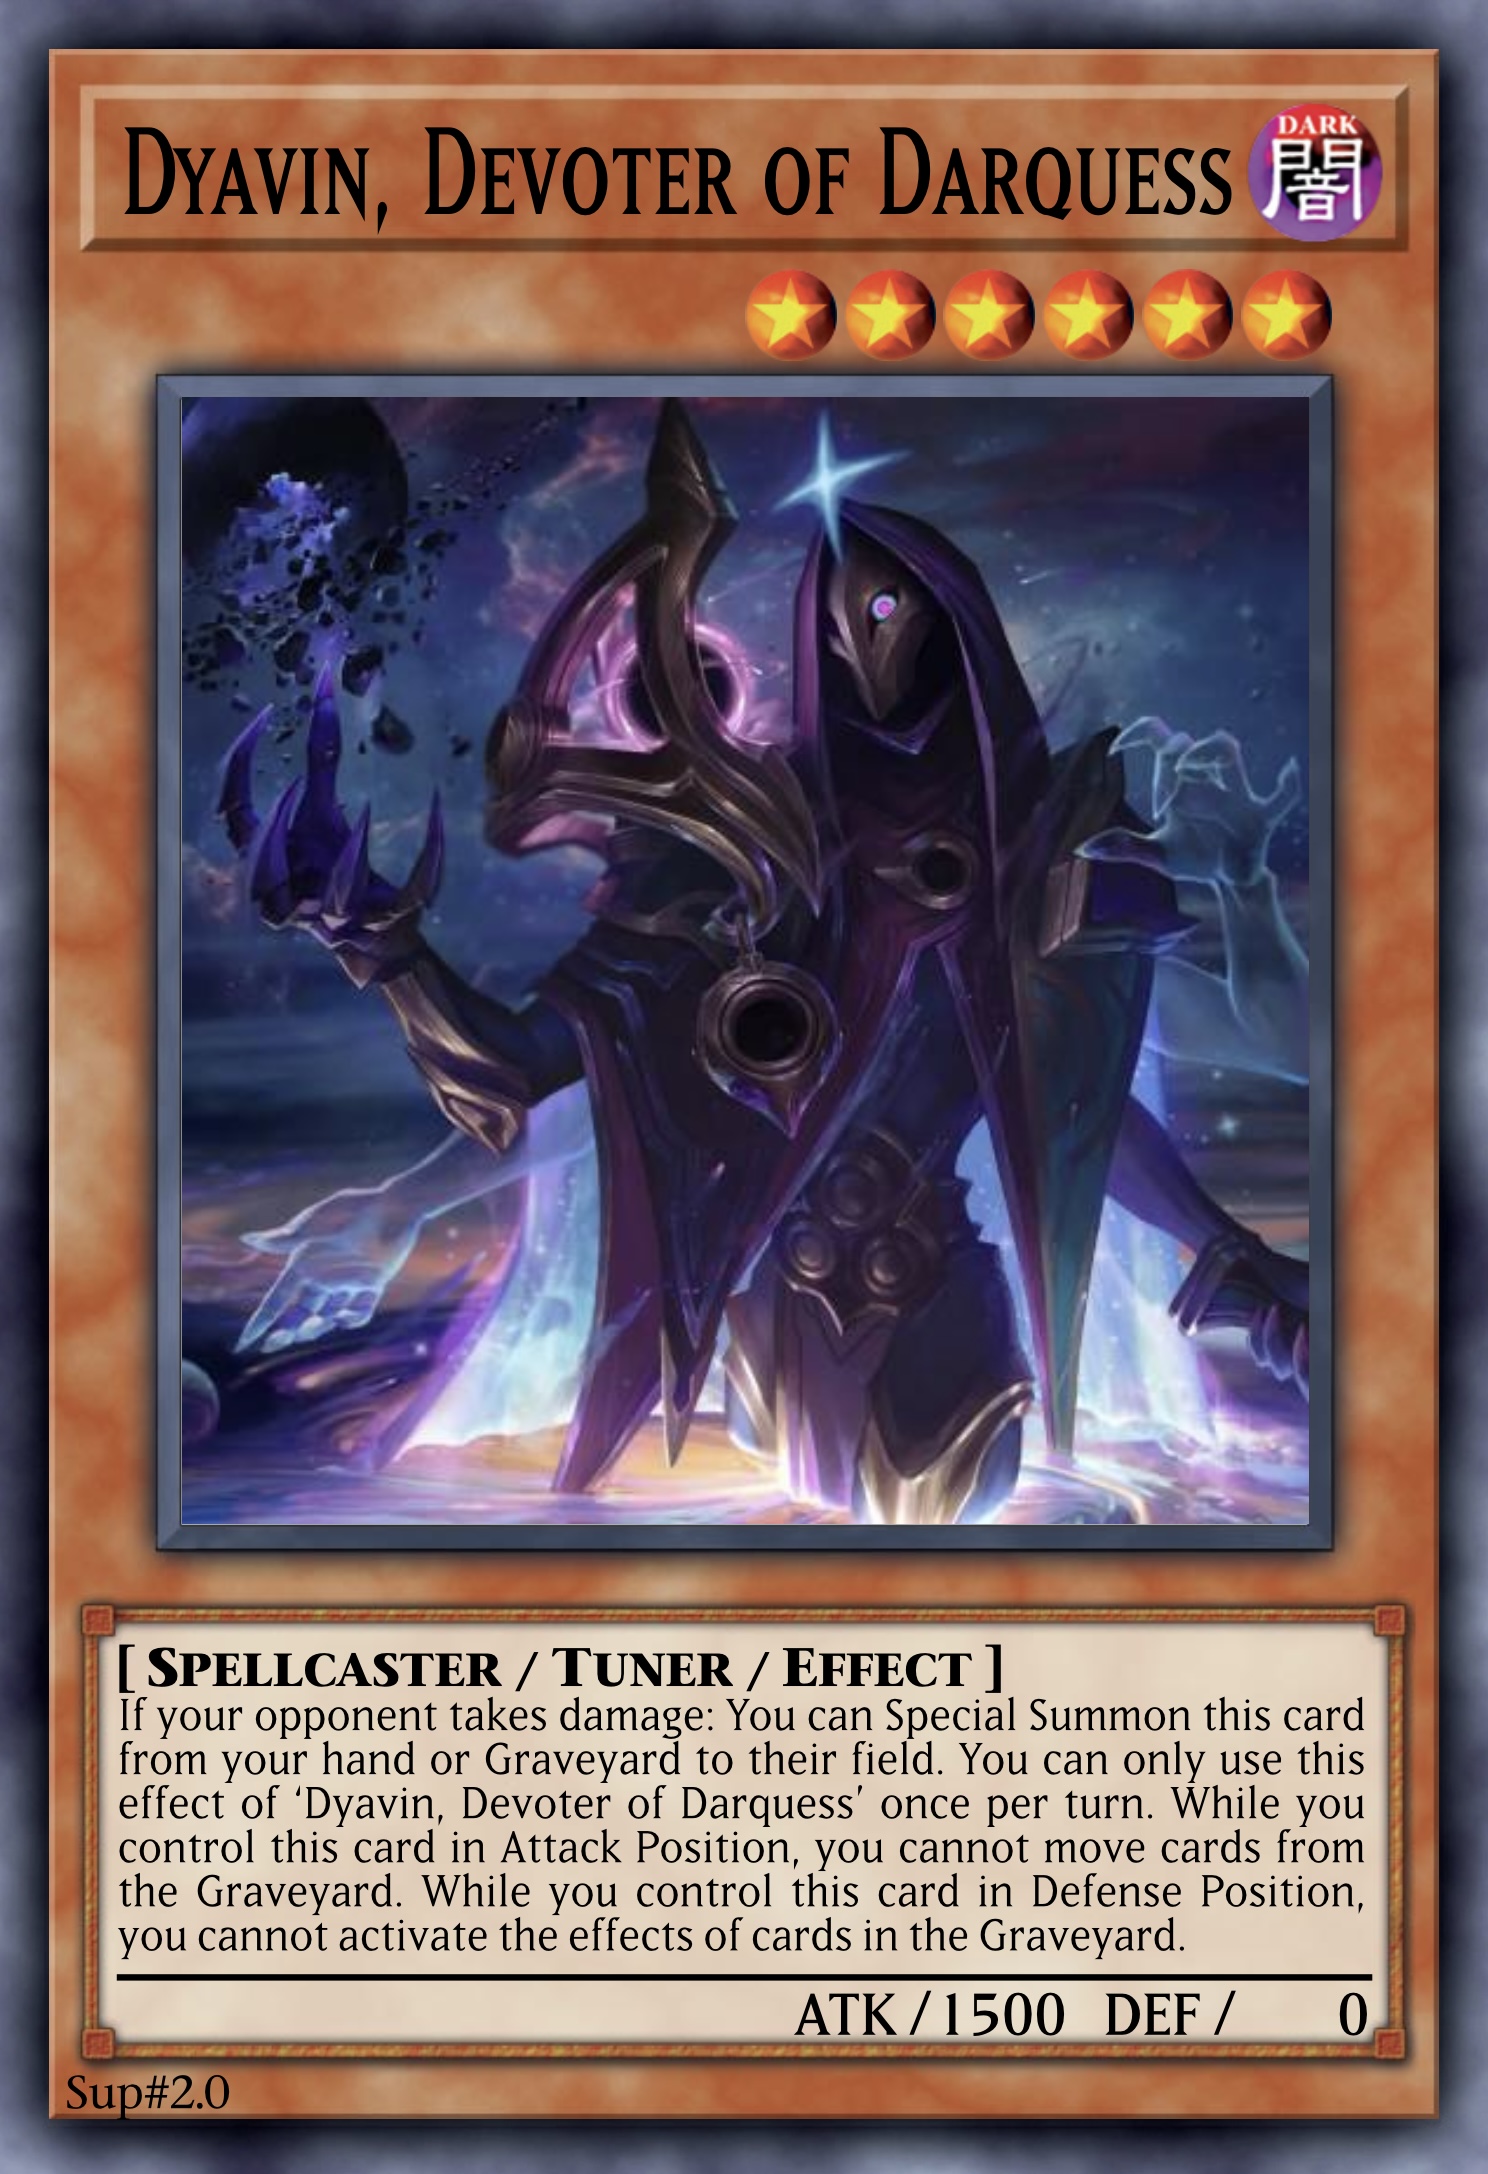 Dyavin, Devoter of Darquess
DARK
闇
[ Spellcaster / Tuner / Effect ]
If your opponent takes damage: You can Special Summon this card
from your hand or Graveyard to their field. You can only use this
effect of ‘Dyavin, Devoter of Darquess’ once per turn. While you
control this card in Attack Position, you cannot move cards from
the Graveyard. While you control this card in Defense Position,
you cannot activate the effects of cards in the Graveyard.
ATK / 1500 DEF / 0
Sup#2.0